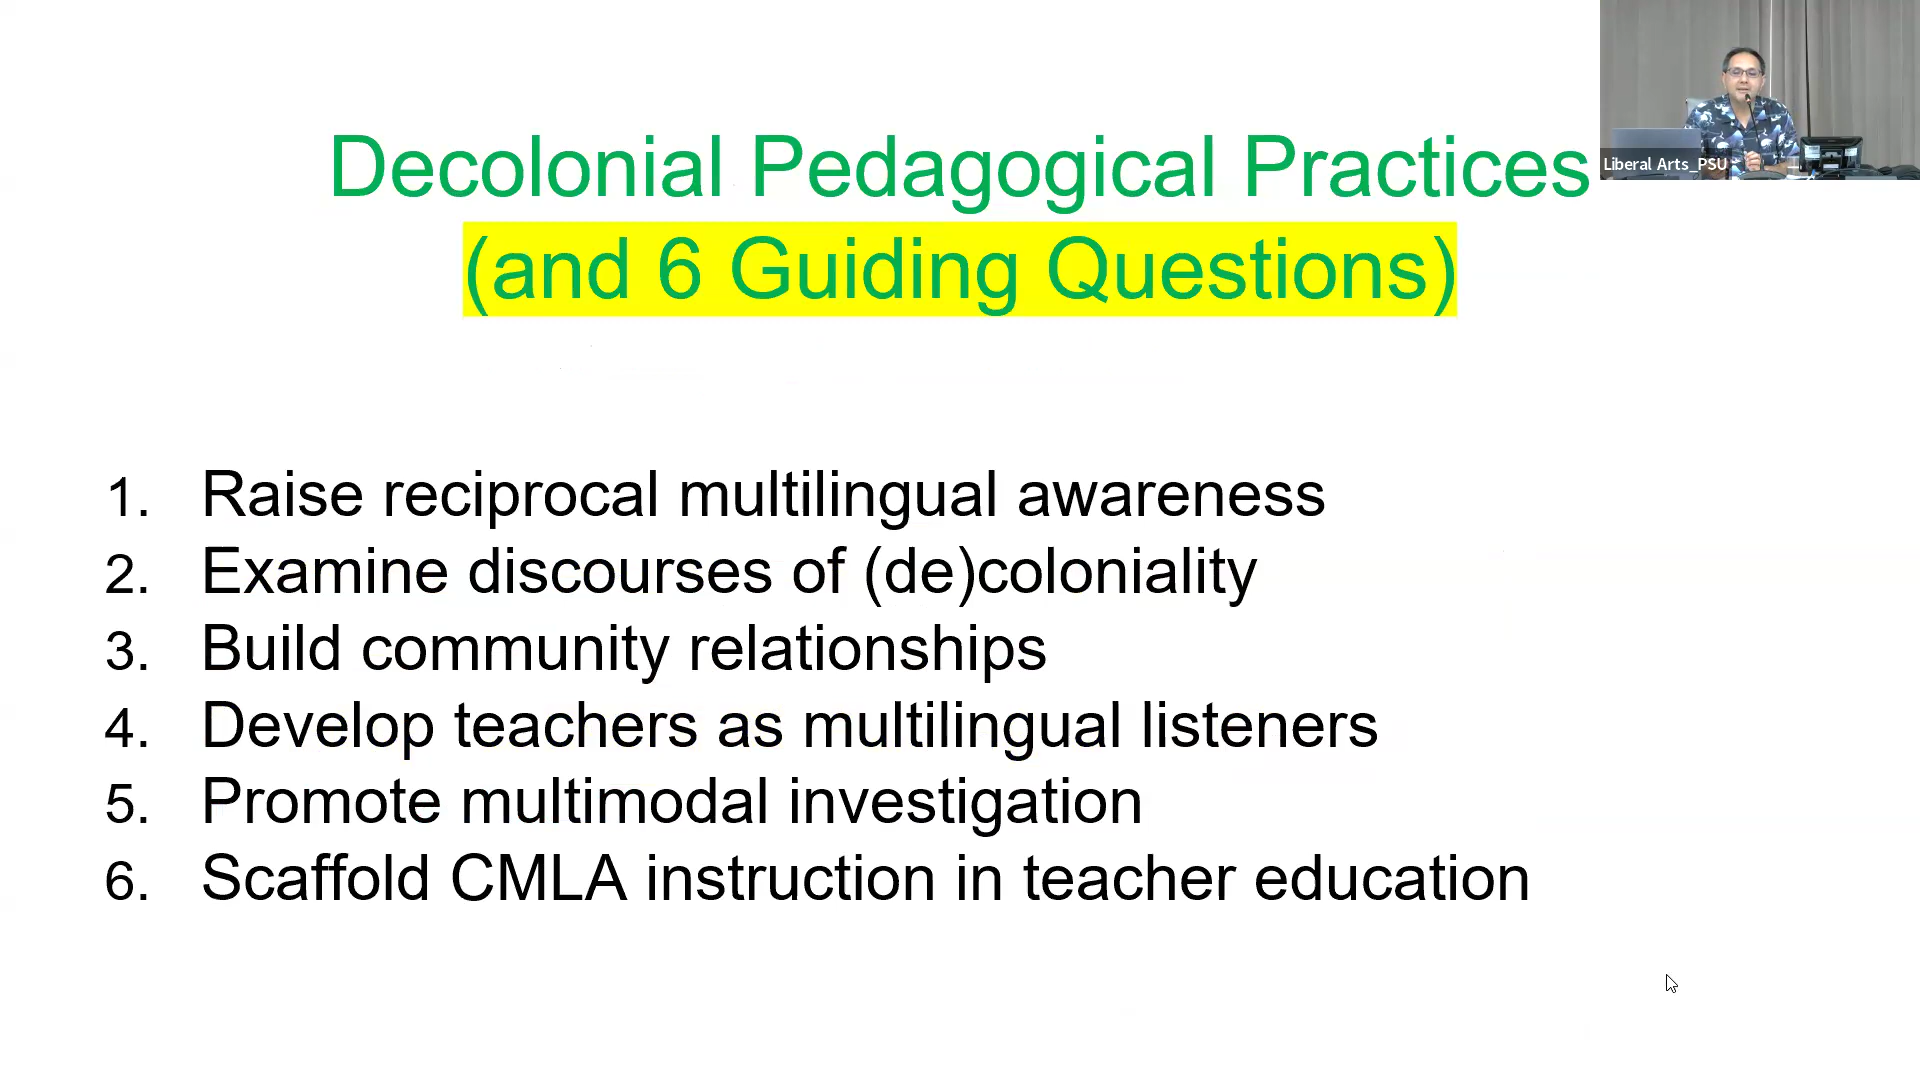 Decolonial Pedagogical Practices
(and 6 Guiding Questions)
Liberal Arts_PSU
1. Raise reciprocal multilingual awareness
2. Examine discourses of (de)coloniality
3. Build community relationships
4. Develop teachers as multilingual listeners
5. Promote multimodal investigation
6. Scaffold CMLA instruction in teacher education